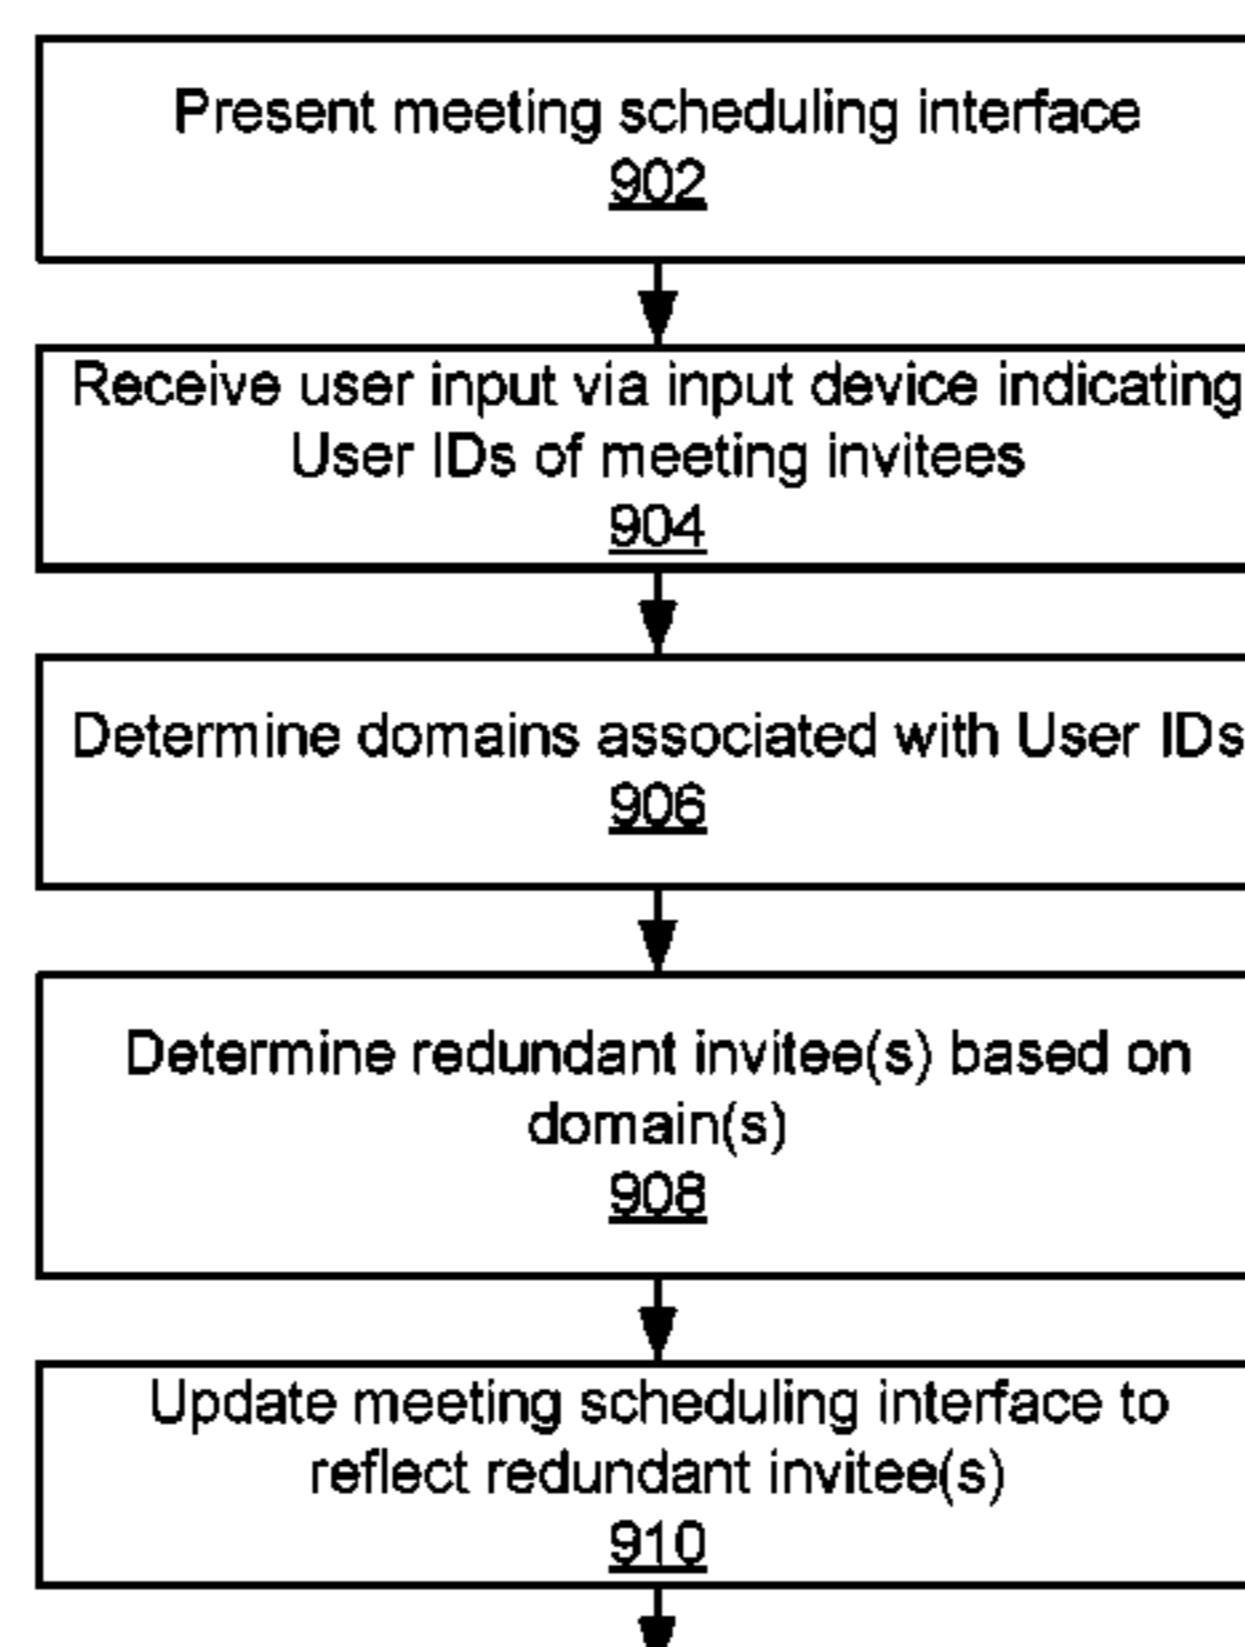 Present meeting scheduling interface
902
Receive user input via input device indicating
User IDs of meeting invitees
904
Determine domains associated with User IDs
906
Determine redundant invitee(s) based on
domain(s)
908
Update meeting scheduling interface to
reflect redundant invitee(s)
910